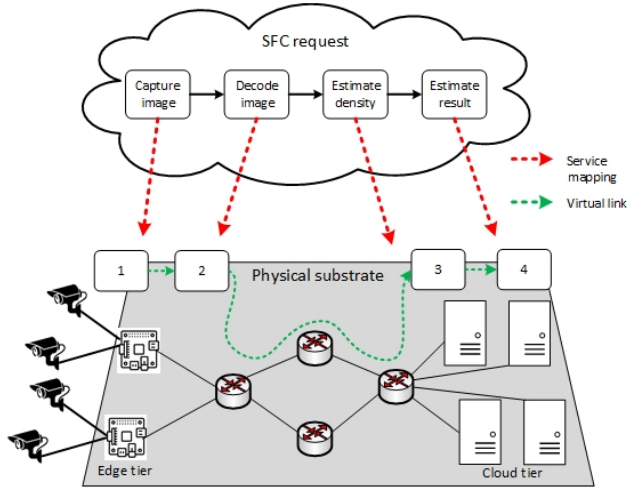 SFC request
Capture
image
Decode
image
Estimate
density
Estimate
result
Service
mapping
Virtual link
1
2
Physical substrate
3
4
Edge tier
Cloud tier